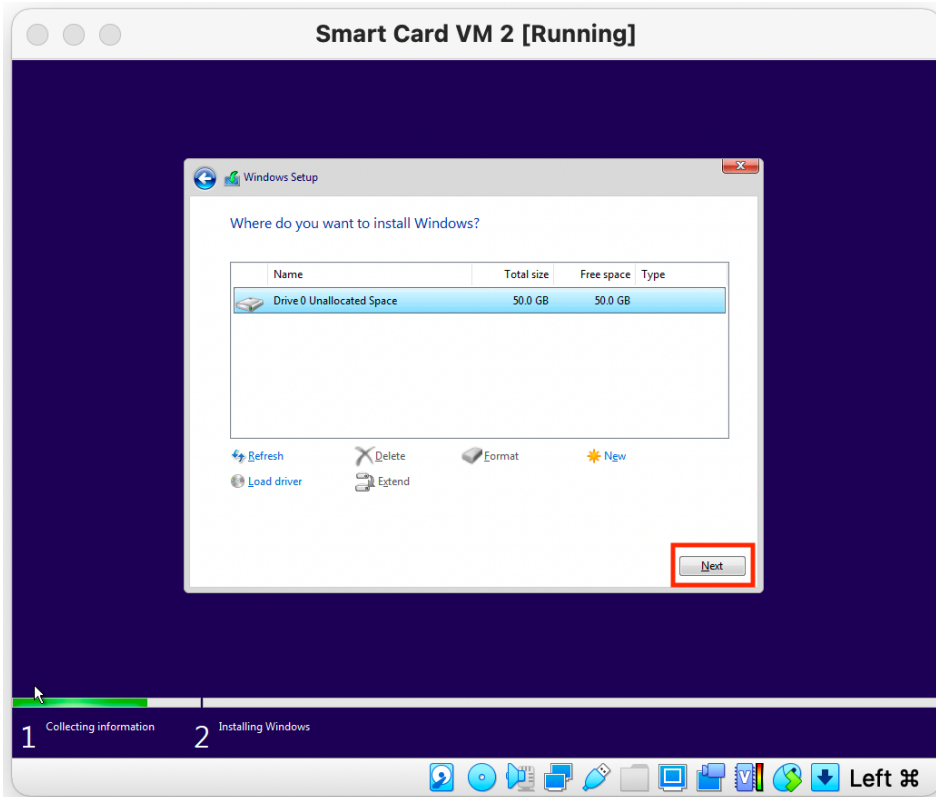 Smart Card VM 2 [Running]
Windows Setup
Where do you want to install Windows?
Name Total size Free space Type
Drive 0 Unallocated Space 50.0 GB 50.0 GB
Refresh Delete Format New
Load driver Extend
Next
1 Collecting information 2 Installing Windows
Left ⌘